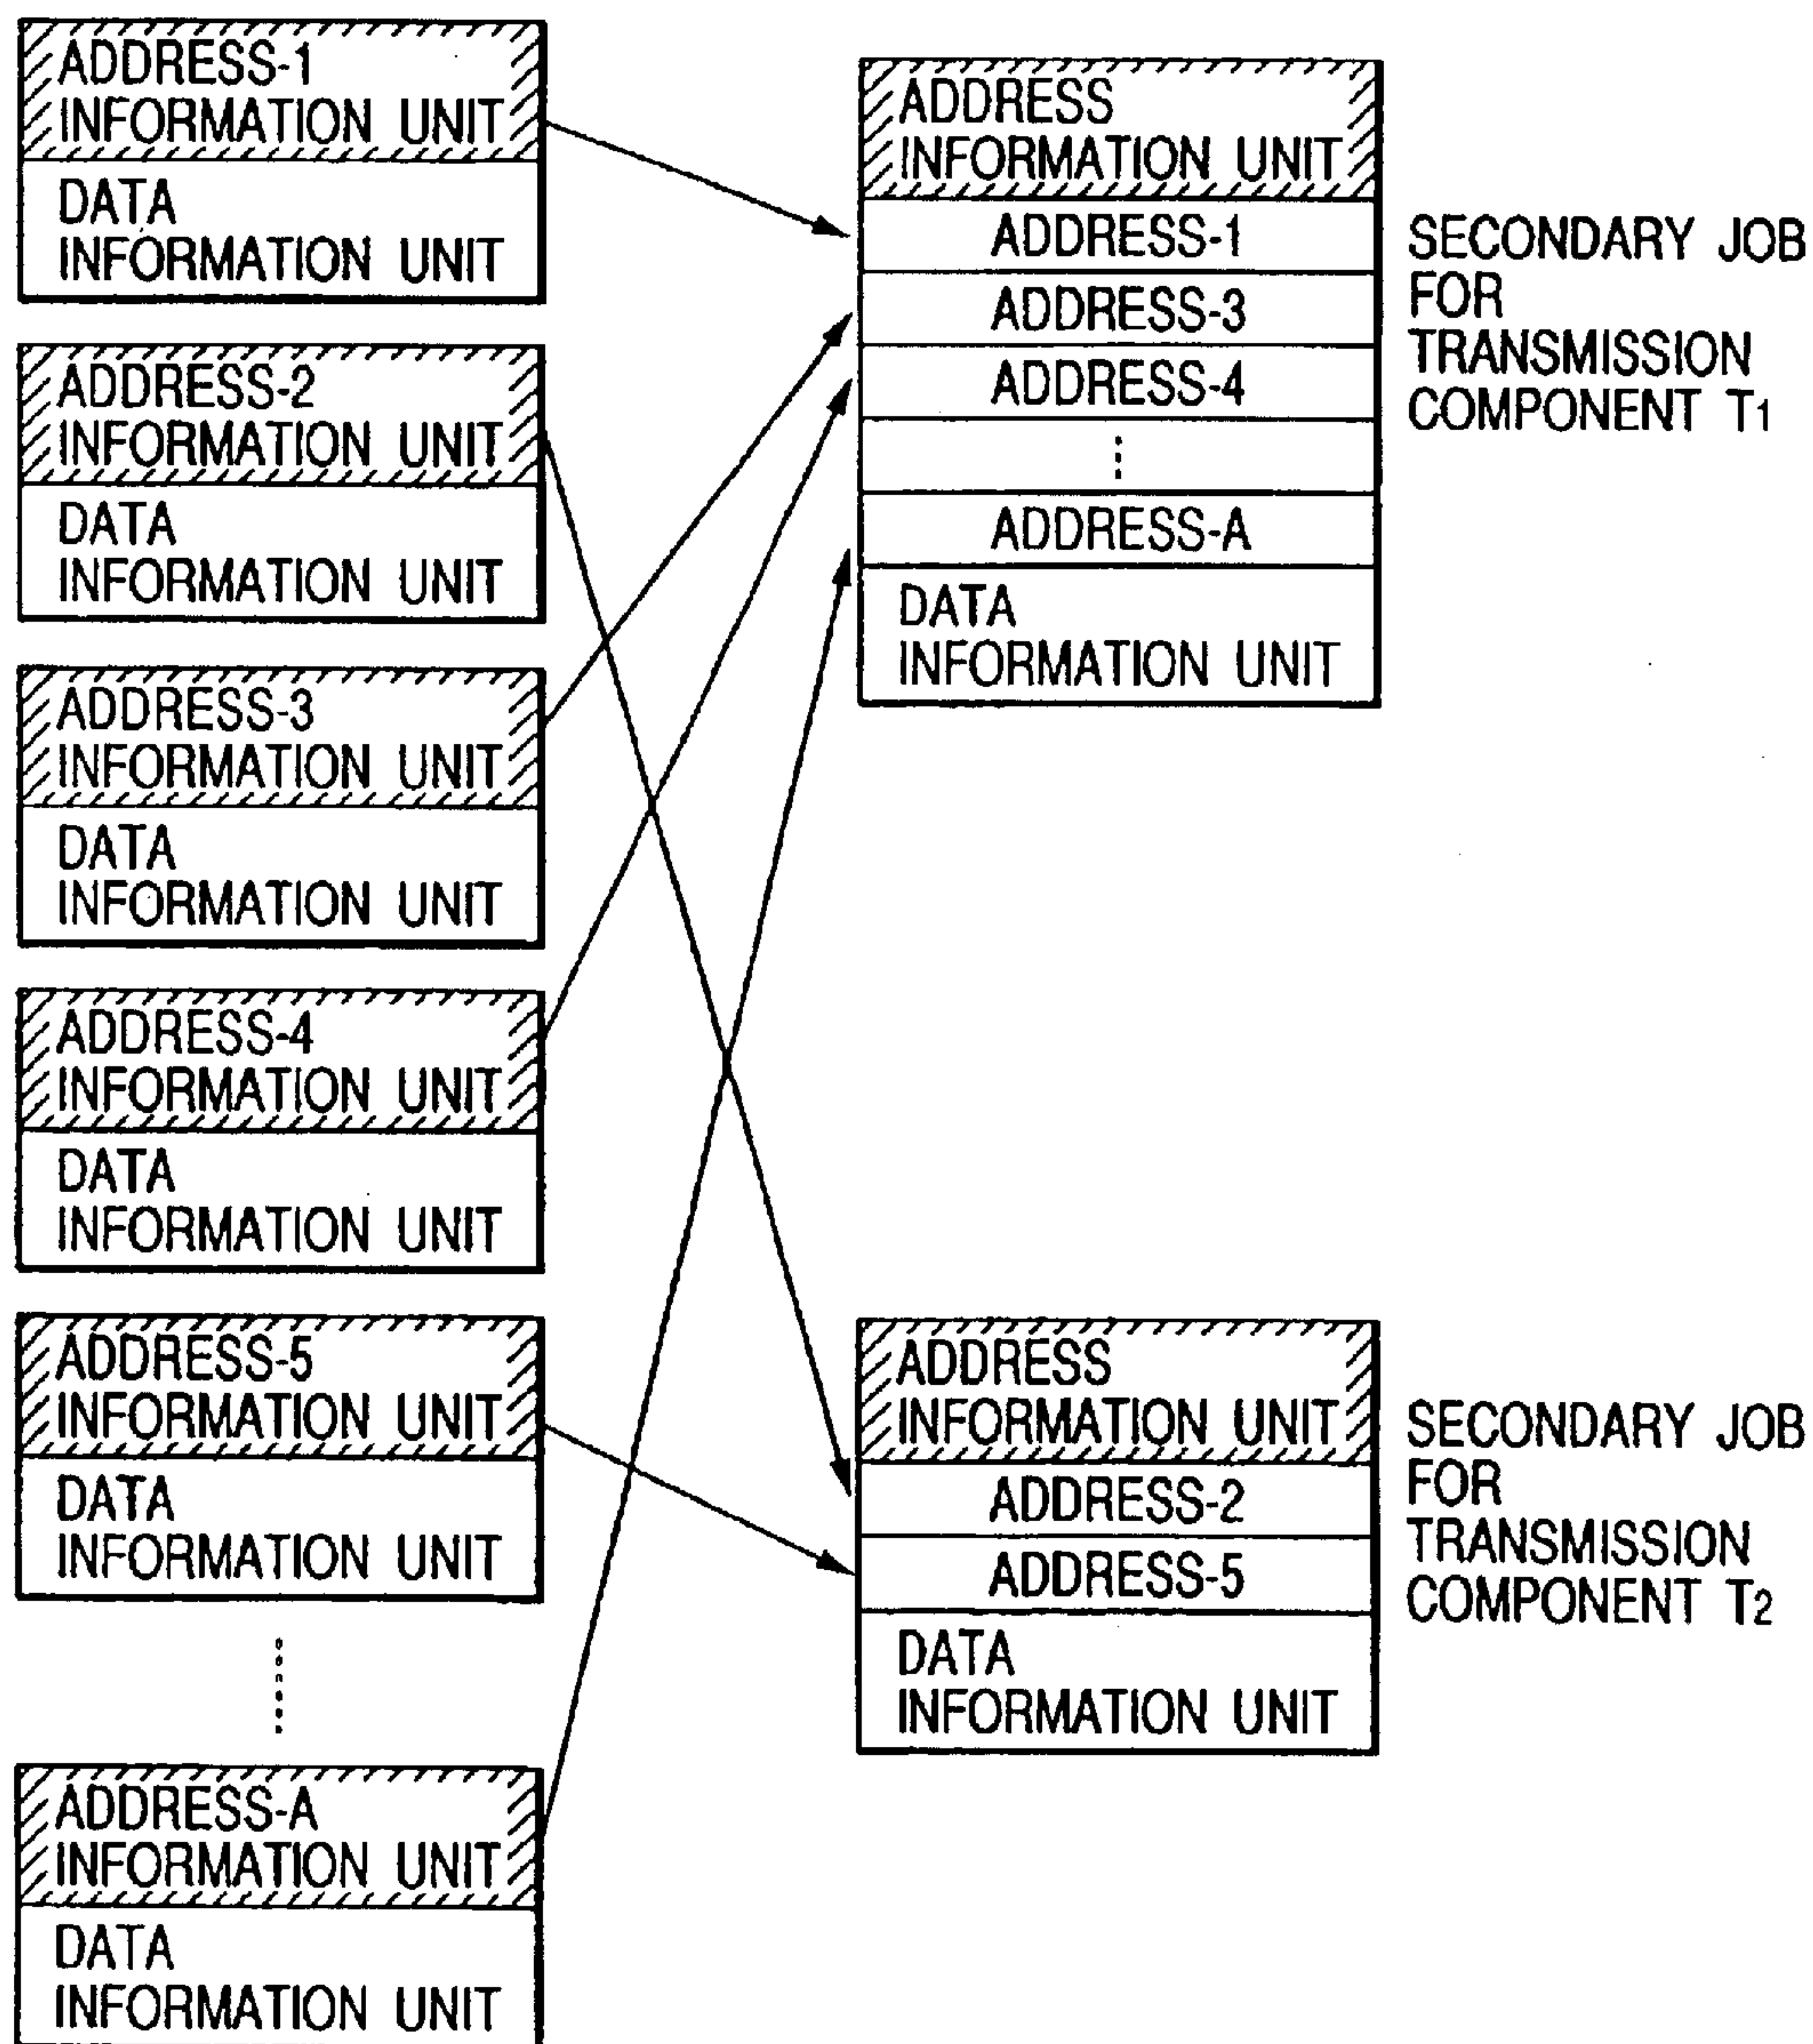 ADDRESS-1
INFORMATION UNIT
DATA
INFORMATION UNIT
ADDRESS-2
INFORMATION UNIT
DATA
INFORMATION UNIT
ADDRESS-3
INFORMATION UNIT
DATA
INFORMATION UNIT
ADDRESS-4
INFORMATION UNIT
DATA
INFORMATION UNIT
ADDRESS-5
INFORMATION UNIT
DATA
INFORMATION UNIT
ADDRESS-A
INFORMATION UNIT
DATA
INFORMATION UNIT
ADDRESS
INFORMATION UNIT
ADDRESS-1
ADDRESS-3
ADDRESS-4
ADDRESS-A
DATA
INFORMATION UNIT
SECONDARY JOB
FOR
TRANSMISSION
COMPONENT T1
ADDRESS
INFORMATION UNIT
ADDRESS-2
ADDRESS-5
DATA
INFORMATION UNIT
SECONDARY JOB
FOR
TRANSMISSION
COMPONENT T2